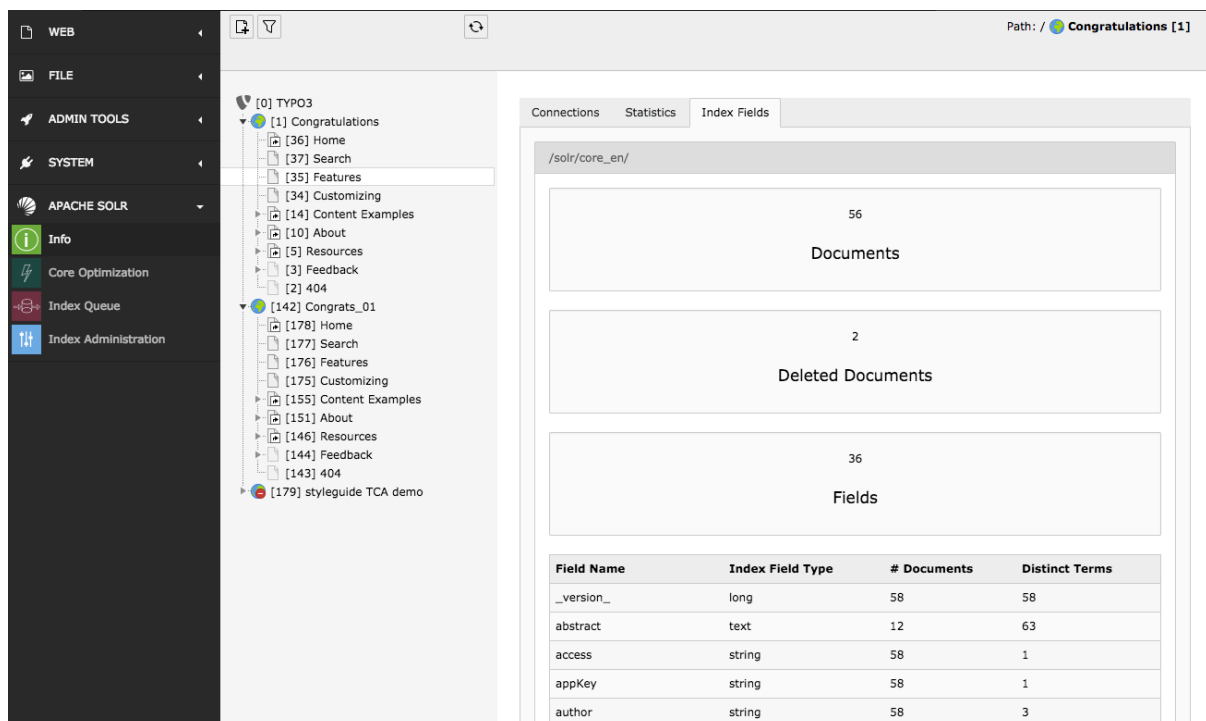 WEB
FILE
ADMIN TOOLS
SYSTEM
APACHE SOLR
Info
Core Optimization
Index Queue
Index Administration
Path: / Congratulations [1]
[0] TYPO3
[1] Congratulations
[36] Home
[37] Search
[35] Features
[34] Customizing
[14] Content Examples
[10] About
[5] Resources
[3] Feedback
[2] 404
[142] Congrats_01
[178] Home
[177] Search
[176] Features
[175] Customizing
[155] Content Examples
[151] About
[146] Resources
[144] Feedback
[143] 404
[179] styleguide TCA demo
Connections Statistics Index Fields
/solr/core_en/
56
Documents
2
Deleted Documents
36
Fields
Field Name Index Field Type # Documents Distinct Terms
_version_ long 58 58
abstract text 12 63
access string 58 1
appKey string 58 1
author string 58 3